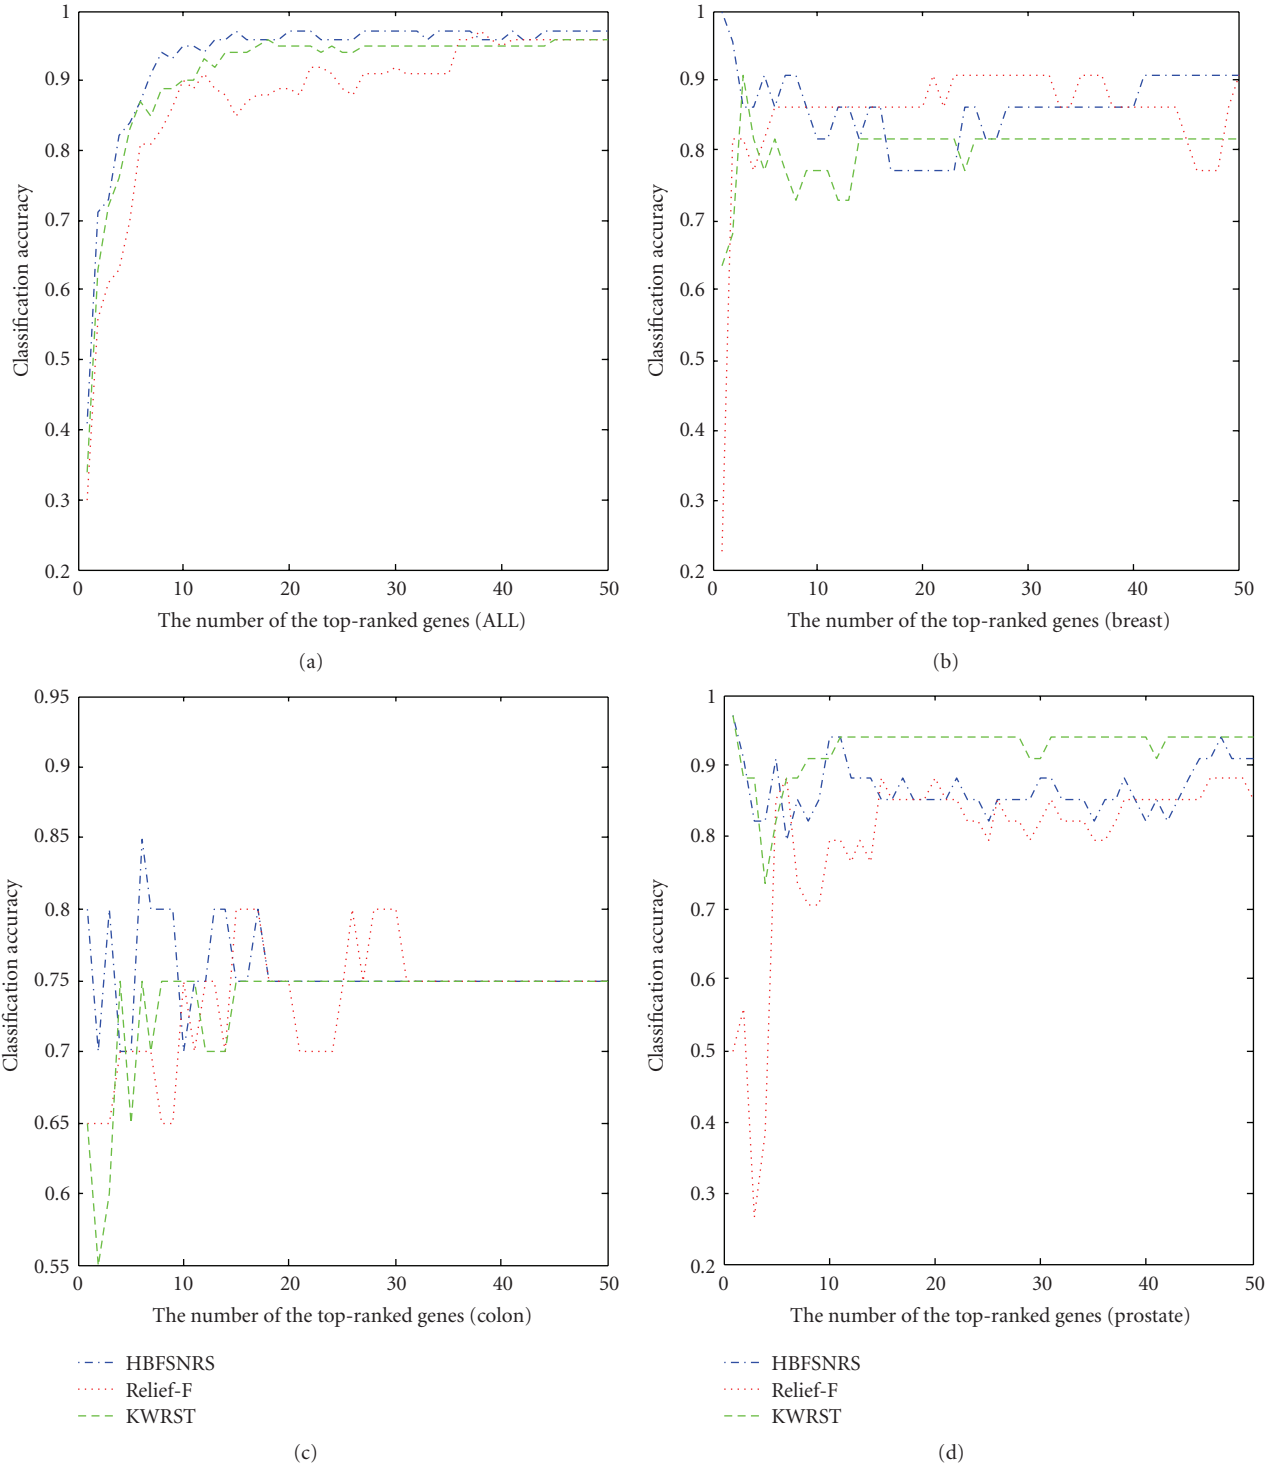 1
0.9
0.8
0.7
0.6
0.5
0.4
0.3
0.2
Classification accuracy
0 10 20 30 40 50
The number of the top-ranked genes (ALL)
(a)
1
0.9
0.8
0.7
0.6
0.5
0.4
0.3
0.2
Classification accuracy
0 10 20 30 40 50
The number of the top-ranked genes (breast)
(b)
0.95
0.9
0.85
0.8
0.75
0.7
0.65
0.6
0.55
Classification accuracy
0 10 20 30 40 50
The number of the top-ranked genes (colon)
HBFSNRS
Relief-F
KWRST
(c)
1
0.9
0.8
0.7
0.6
0.5
0.4
0.3
0.2
Classification accuracy
0 10 20 30 40 50
The number of the top-ranked genes (prostate)
HBFSNRS
Relief-F
KWRST
(d)